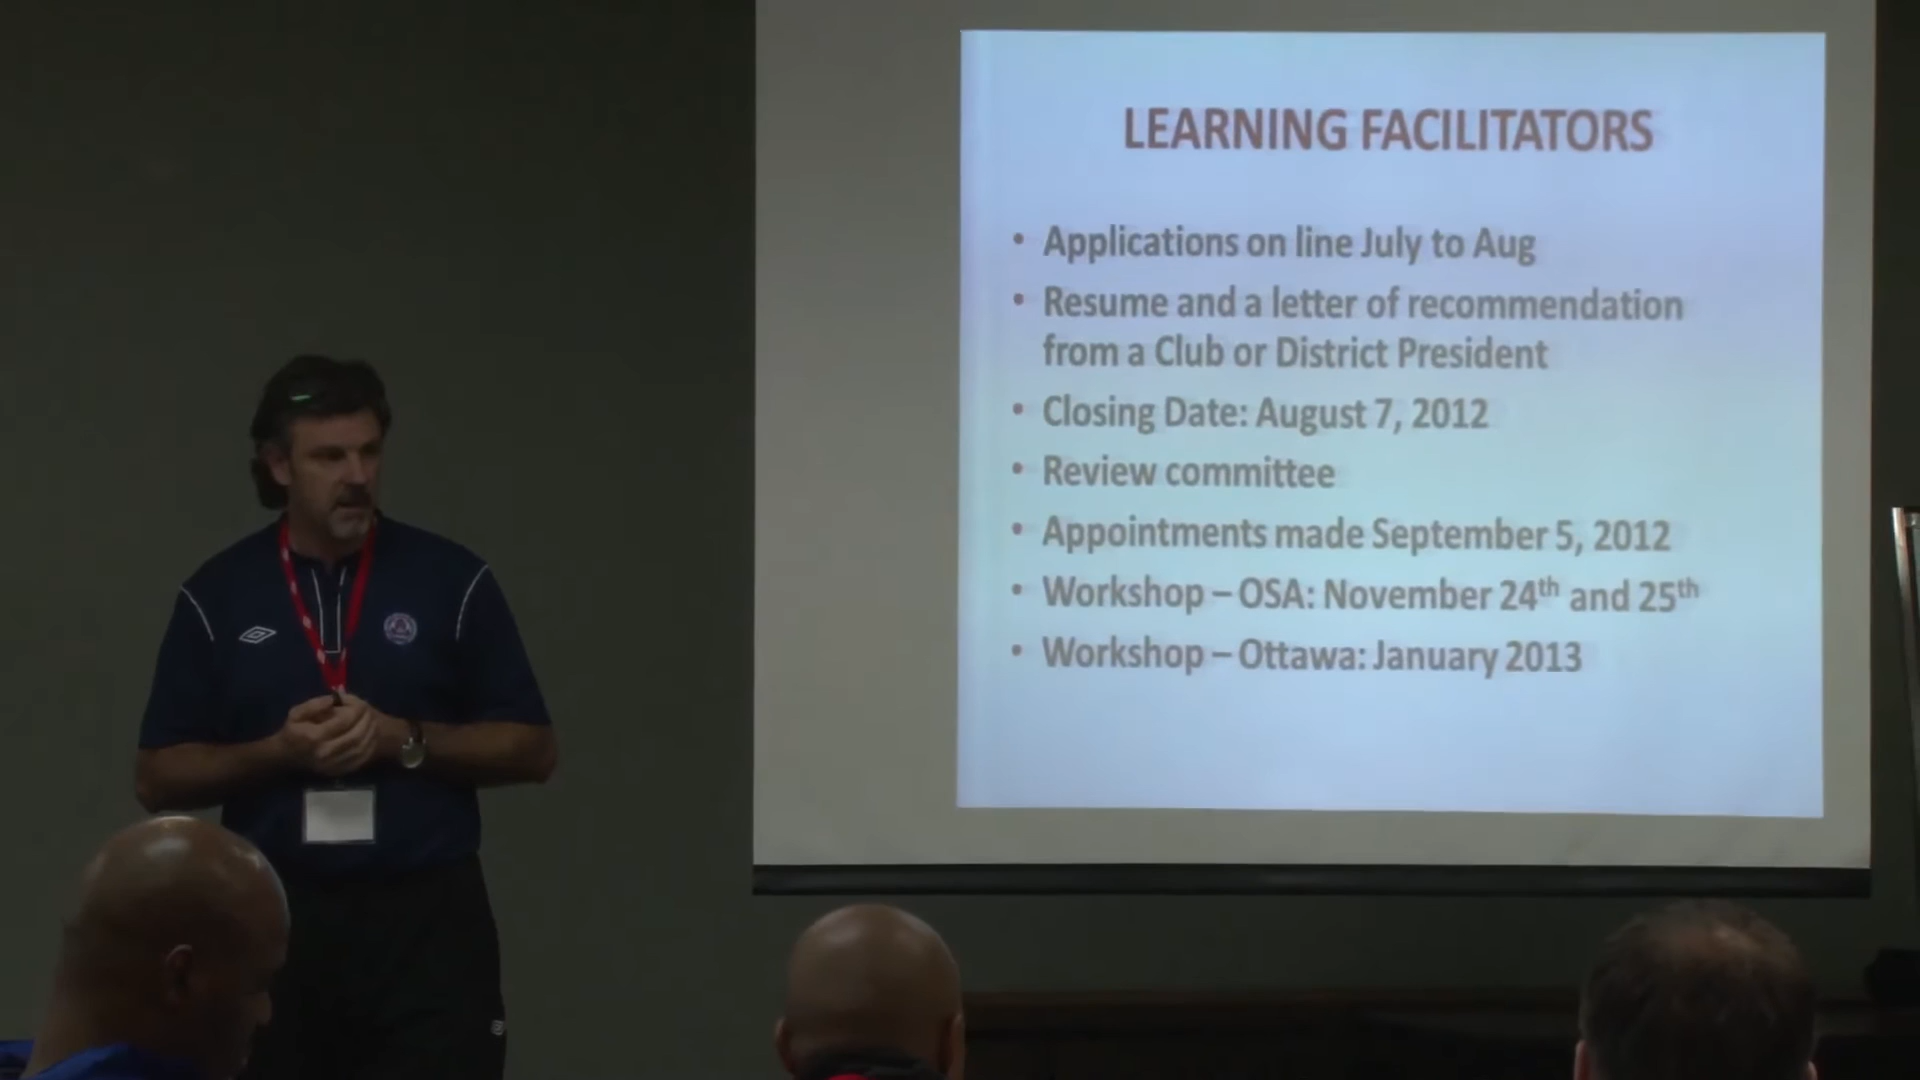 LEARNING FACILITATORS
• Applications on line July to Aug
• Resume and a letter of recommendation
from a Club or District President
• Closing Date: August 7, 2012
• Review committee
• Appointments made September 5, 2012
• Workshop – OSA: November 24th and 25th
• Workshop – Ottawa: January 2013